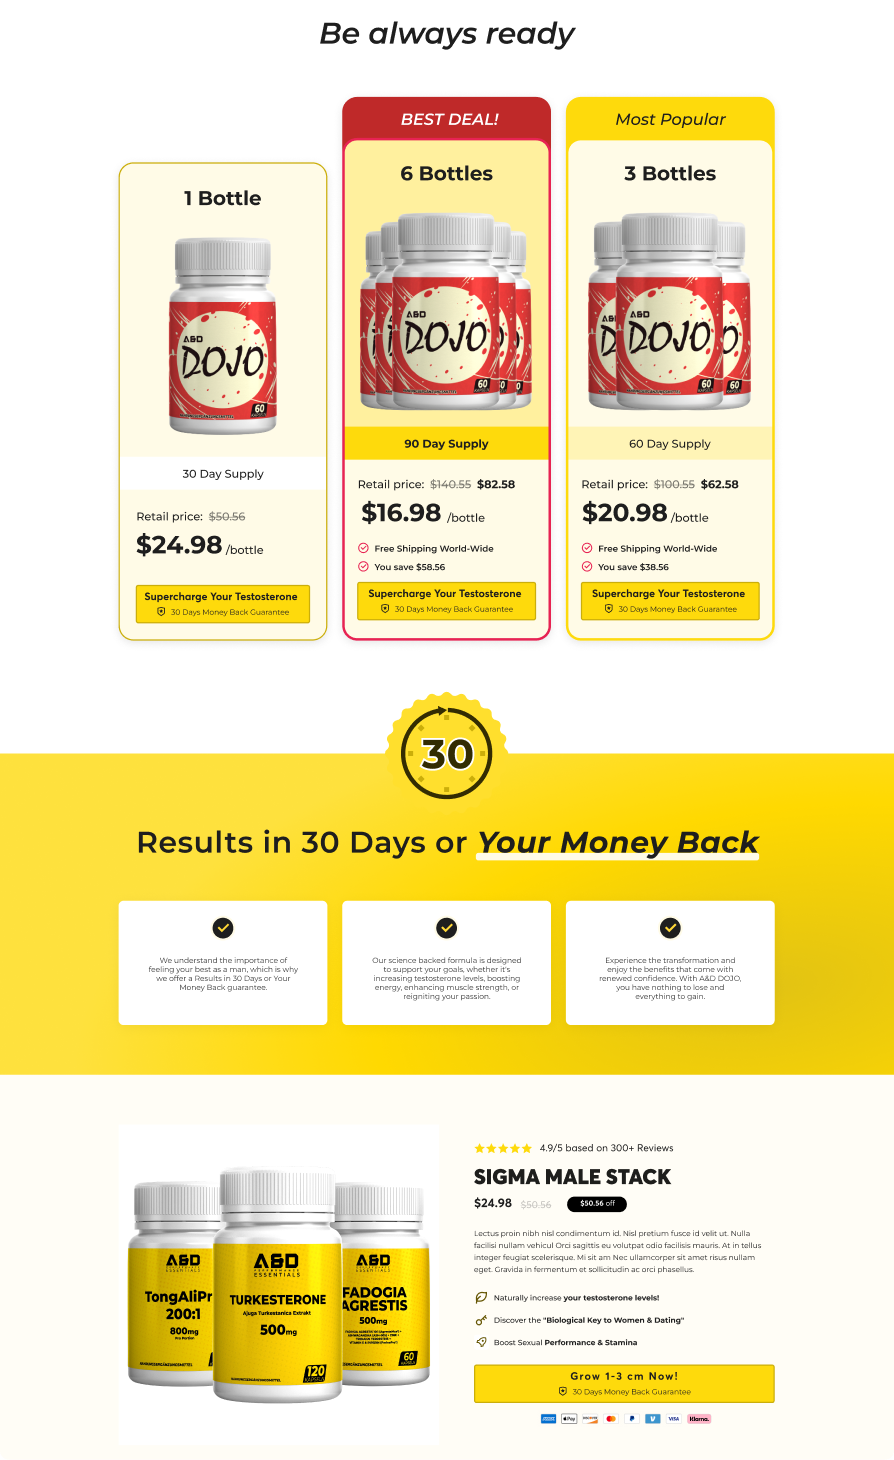 Be always ready
1 Bottle
A&D
DOJO
60
KAPSELN
30 Day Supply
Retail price: $50.56
$24.98 /bottle
Supercharge Your Testosterone
30 Days Money Back Guarantee
BEST DEAL!
6 Bottles
A&D
DOJO
60
KAPSELN
90 Day Supply
Retail price: $140.55 $82.58
$16.98 /bottle
Free Shipping World-Wide
You save $58.56
Supercharge Your Testosterone
30 Days Money Back Guarantee
Most Popular
3 Bottles
A&D
DOJO
60
KAPSELN
60 Day Supply
Retail price: $100.55 $62.58
$20.98 /bottle
Free Shipping World-Wide
You save $38.56
Supercharge Your Testosterone
30 Days Money Back Guarantee
30
Results in 30 Days or Your Money Back
We understand the importance of
feeling your best as a man, which is why
we offer a Results in 30 Days or Your
Money Back guarantee.
Our science backed formula is designed
to support your goals, whether it's
increasing testosterone levels, boosting
energy, enhancing muscle strength, or
reigniting your passion.
Experience the transformation and
enjoy the benefits that come with
renewed confidence. With A&D DOJO,
you have nothing to lose and
everything to gain.
TongAliPr
200:1
800mg
Pro Portion
A&D
PERFORMANCE
ESSENTIALS
TURKESTERONE
Ajuga Turkestanica Extrakt
500mg
120
KAPSELN
A&D
ESSENTIALS
FADOGIA
AGRESTIS
500mg
60
KAPSELN
4.9/5 based on 300+ Reviews
SIGMA MALE STACK
$24.98 $50.56 $50.56 off
Lectus proin nibh nisl condimentum id. Nisl pretium fusce id velit ut. Nulla
facilisi nullam vehicul Orci sagittis eu volutpat odio facilisis mauris. At in tellus
integer feugiat scelerisque. Mi sit am Nec ullamcorper sit amet risus nullam
eget. Gravida in fermentum et sollicitudin ac orci phasellus.
Naturally increase your testosterone levels!
Discover the "Biological Key to Women & Dating"
Boost Sexual Performance & Stamina
Grow 1-3 cm Now!
30 Days Money Back Guarantee
Pay
VISA
Klarna.